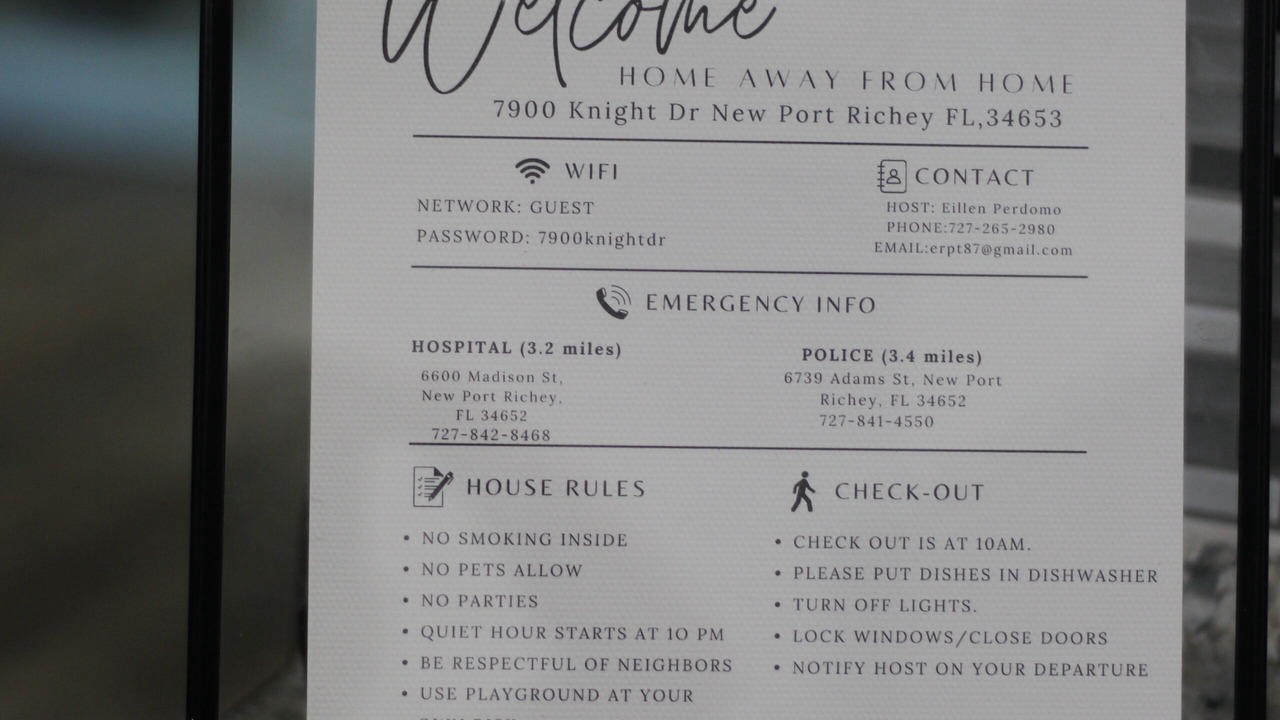 Welcome
HOME AWAY FROM HOME
7900 Knight Dr New Port Richey FL,34653
WIFI
NETWORK: GUEST
PASSWORD: 7900knightdr
CONTACT
HOST: Eillen Perdomo
PHONE:727-265-2980
EMAIL:erpt87@gmail.com
EMERGENCY INFO
HOSPITAL (3.2 miles)
6600 Madison St,
New Port Richey,
FL 34652
727-842-8468
POLICE (3.4 miles)
6739 Adams St, New Port
Richey, FL 34652
727-841-4550
HOUSE RULES
• NO SMOKING INSIDE
• NO PETS ALLOW
• NO PARTIES
• QUIET HOUR STARTS AT 10 PM
• BE RESPECTFUL OF NEIGHBORS
• USE PLAYGROUND AT YOUR
CHECK-OUT
• CHECK OUT IS AT 10AM.
• PLEASE PUT DISHES IN DISHWASHER
• TURN OFF LIGHTS.
• LOCK WINDOWS/CLOSE DOORS
• NOTIFY HOST ON YOUR DEPARTURE